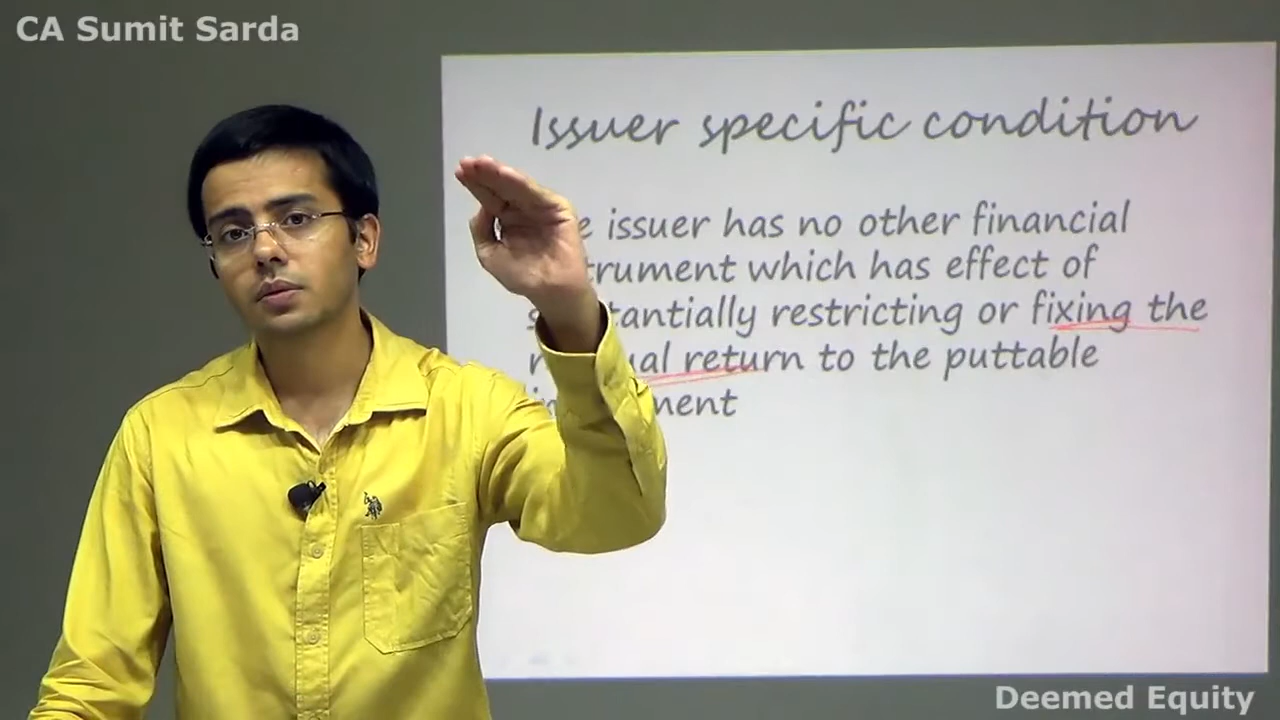 CA Sumit Sarda
Issuer specific condition
issuer has no other financial
which has effect of
restricting or fixing the
return to the puttable
Deemed Equity